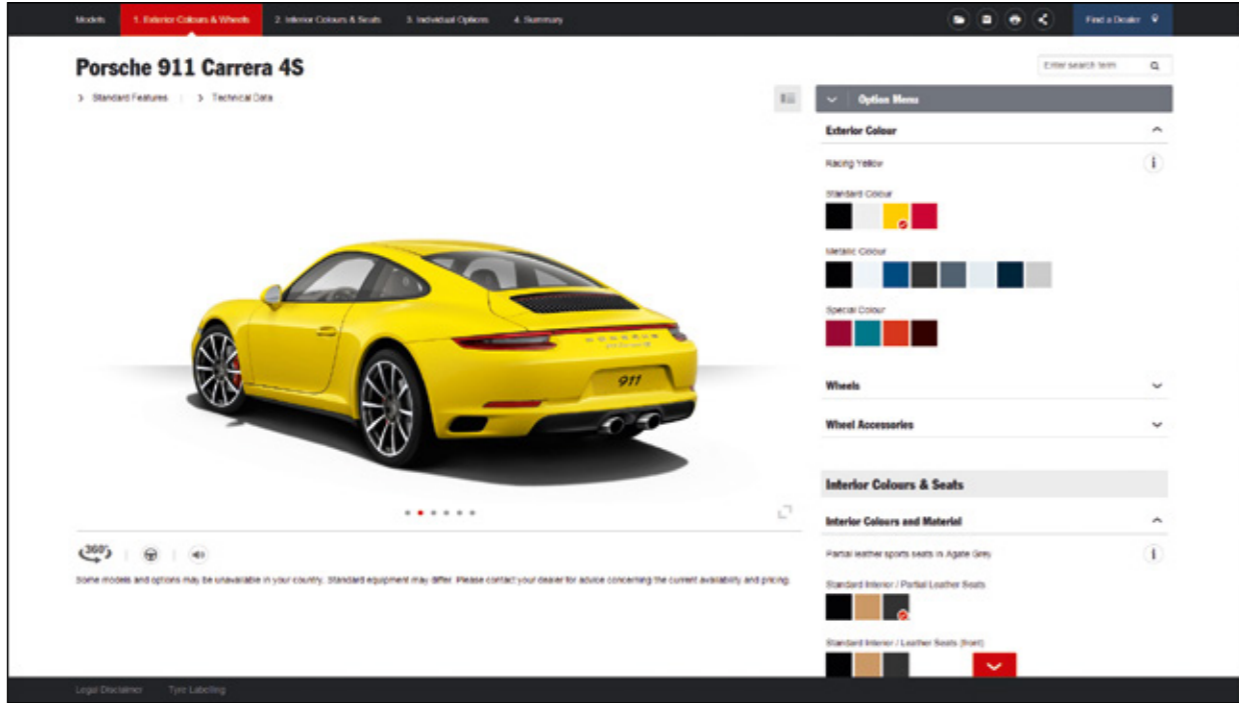 Models
1. Exterior Colours & Wheels
2. Interior Colours & Seats
3. Individual Options
4. Summary
Find a Dealer
Porsche 911 Carrera 4S
Enter search term
Standard Features
Technical Data
Option Menu
Exterior Colour
Racing Yellow
Standard Colour
Metallic Colour
Special Colour
PORSCHE
911
Wheels
Wheel Accessories
Interior Colours & Seats
Interior Colours and Material
360°
Partial leather sports seats in Agate Grey
Some models and options may be unavailable in your country. Standard equipment may differ. Please contact your dealer for advice concerning the current availability and pricing.
Standard Interior / Partial Leather Seats
Standard Interior / Leather Seats (front)
Legal Disclaimer
Tyre Labelling